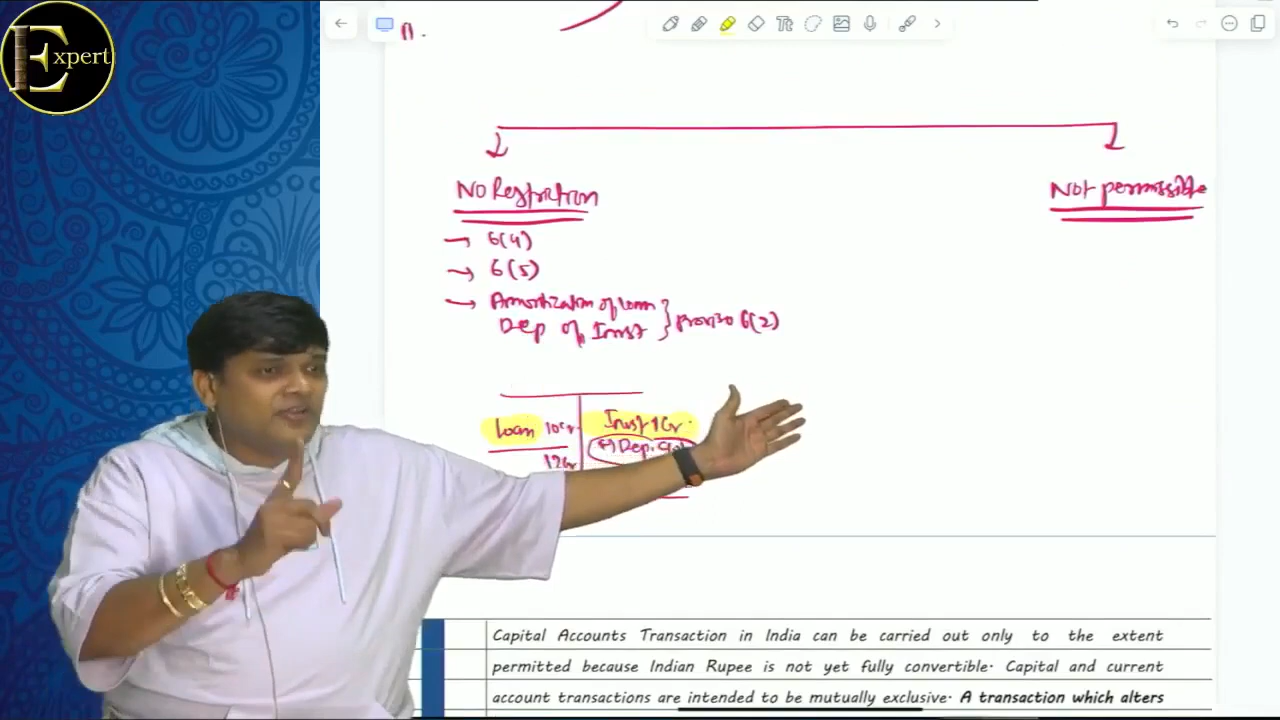 Expert
No Restriction
Not permissible
→ 6(4)
→ 6(5)
→ Amortization of loan
Dep of Invst } proviso 6(2)
Loan 10cr
Invst 1Cr.
(-) Dep.
12cr
Capital Accounts Transaction in India can be carried out only to the extent
permitted because Indian Rupee is not yet fully convertible. Capital and current
account transactions are intended to be mutually exclusive. A transaction which alters